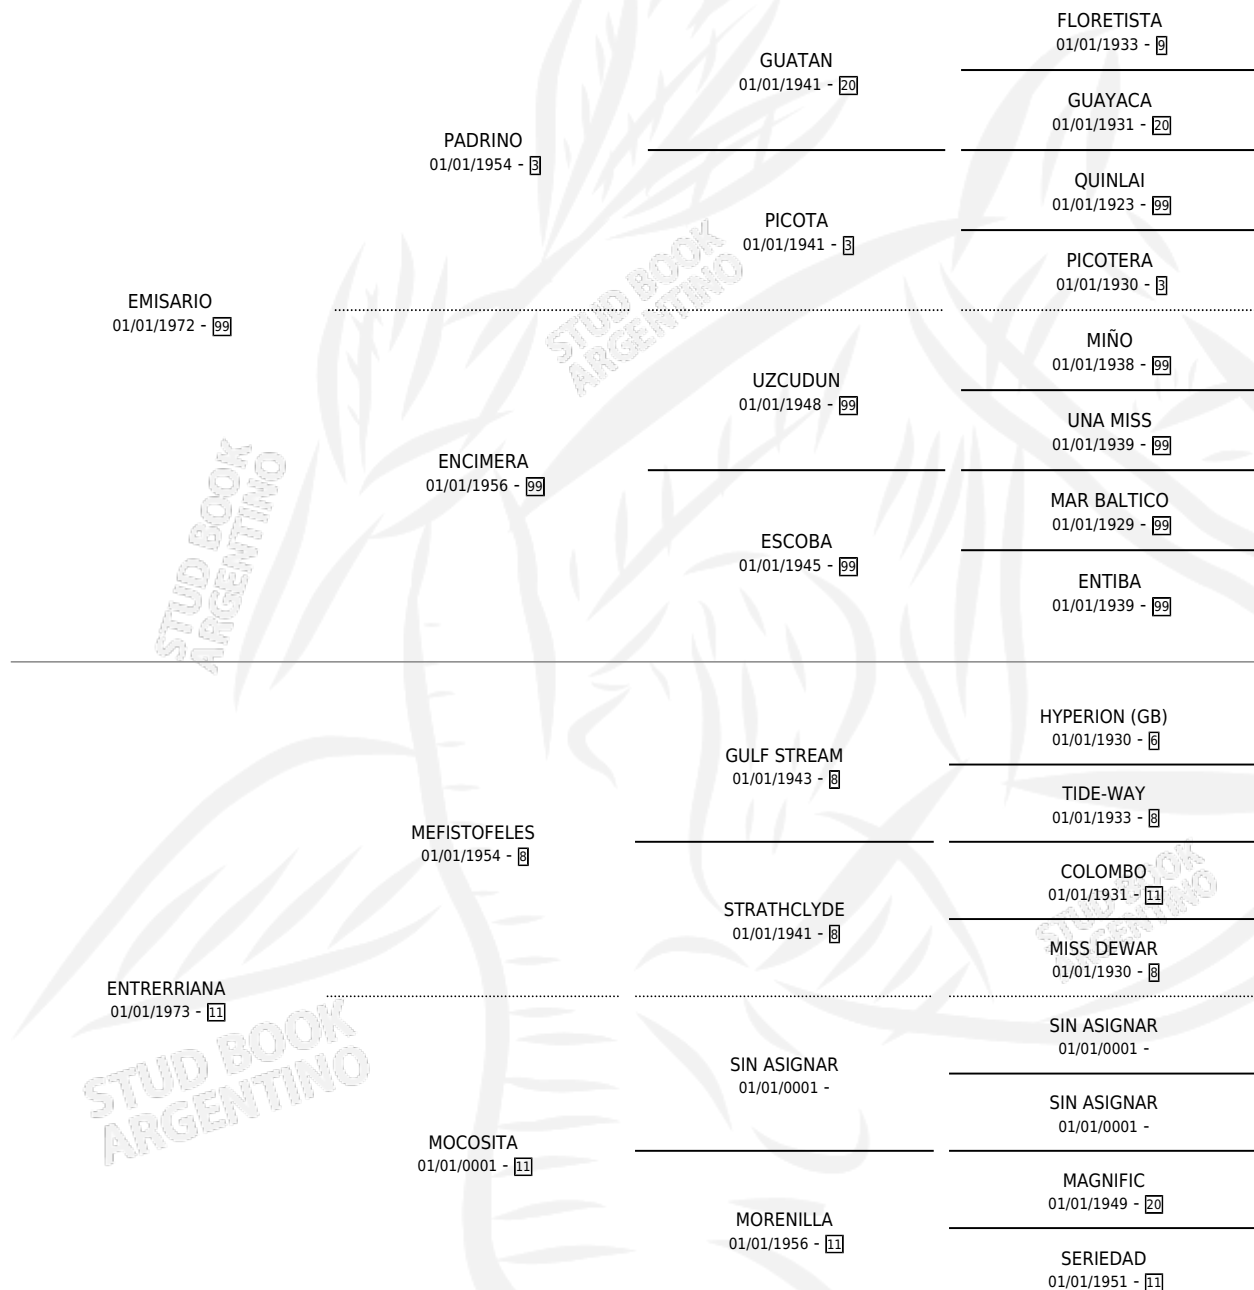 FLORETISTA
01/01/1933 - 9
GUATAN
01/01/1941 - 20
GUAYACA
01/01/1931 - 20
PADRINO
01/01/1954 - 3
QUINLAI
01/01/1923 - 99
PICOTA
01/01/1941 - 3
PICOTERA
01/01/1930 - 3
EMISARIO
01/01/1972 - 99
MIÑO
01/01/1938 - 99
UZCUDUN
01/01/1948 - 99
UNA MISS
01/01/1939 - 99
ENCIMERA
01/01/1956 - 99
MAR BALTICO
01/01/1929 - 99
ESCOBA
01/01/1945 - 99
ENTIBA
01/01/1939 - 99
STUD BOOK
ARGENTINO
STUD BOOK
ARGENTINO
HYPERION (GB)
01/01/1930 - 6
GULF STREAM
01/01/1943 - 8
TIDE-WAY
01/01/1933 - 8
MEFISTOFELES
01/01/1954 - 8
COLOMBO
01/01/1931 - 11
STRATHCLYDE
01/01/1941 - 8
MISS DEWAR
01/01/1930 - 8
STUD BOOK
ARGENTINO
ENTRERRIANA
01/01/1973 - 11
SIN ASIGNAR
01/01/0001 -
SIN ASIGNAR
01/01/0001 -
SIN ASIGNAR
01/01/0001 -
STUD BOOK
ARGENTINO
MOCOSITA
01/01/0001 - 11
MAGNIFIC
01/01/1949 - 20
MORENILLA
01/01/1956 - 11
SERIEDAD
01/01/1951 - 11